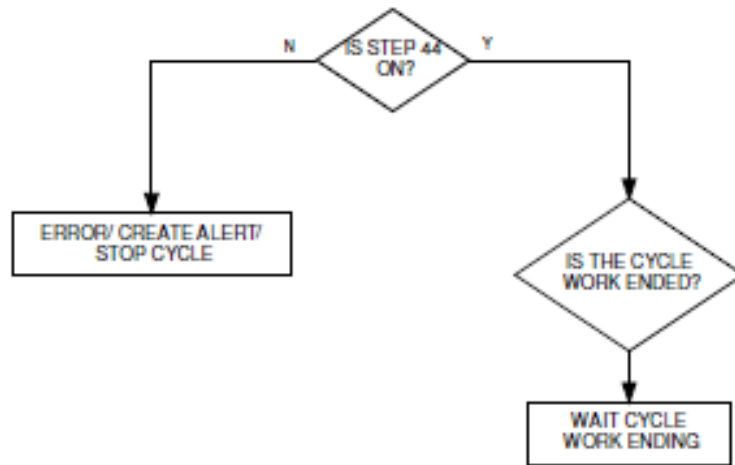 N
IS STEP 44
ON?
Y
ERROR/ CREATE ALERT/
STOP CYCLE
IS THE CYCLE
WORK ENDED?
WAIT CYCLE
WORK ENDING